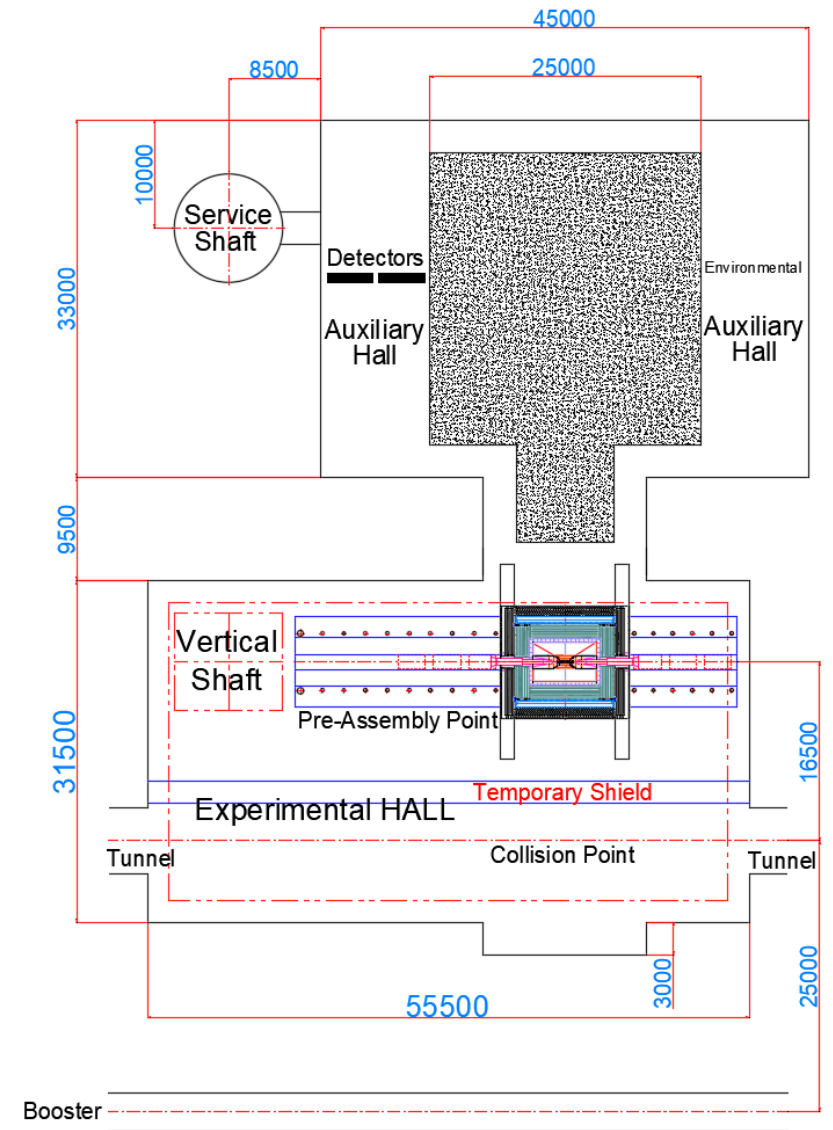 45000
8500
25000
10000
Service
Shaft
Detectors
Environmental
33000
Auxiliary
Hall
Auxiliary
Hall
9500
Vertical
Shaft
Pre-Assembly Point
31500
16500
Temporary Shield
Experimental HALL
Tunnel
Collision Point
Tunnel
3000
25000
55500
Booster